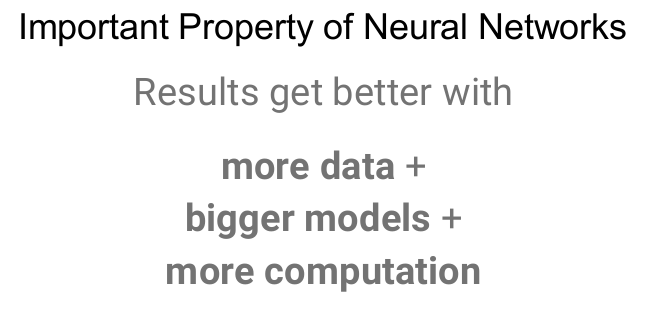 Important Property of Neural Networks
Results get better with
more data +
bigger models +
more computation